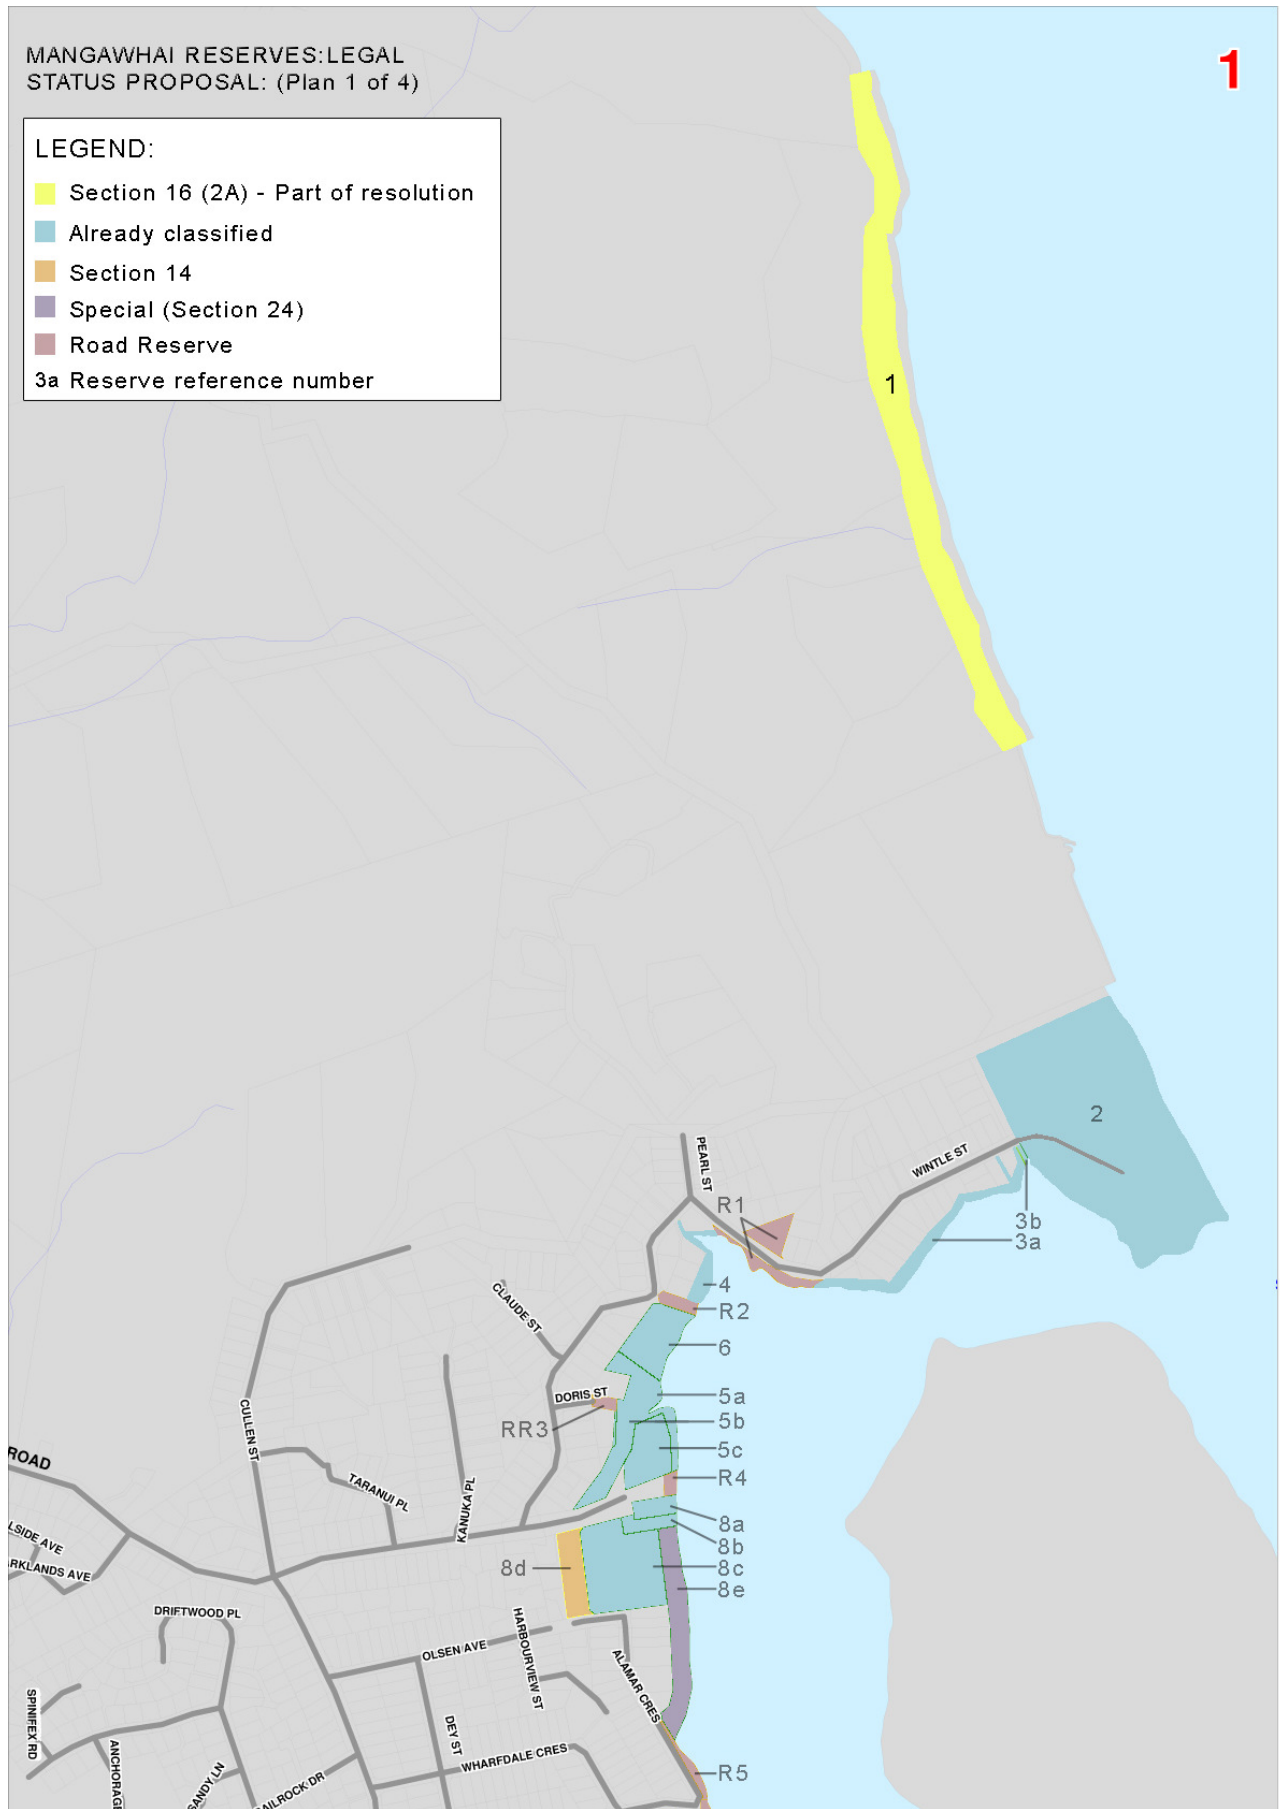 MANGAWHAI RESERVES:LEGAL
STATUS PROPOSAL: (Plan 1 of 4)
1
LEGEND:
Section 16 (2A) - Part of resolution
Already classified
Section 14
Special (Section 24)
Road Reserve
3a Reserve reference number
1
2
PEARL ST
WINTLE ST
R1
3b
3a
4
CLAUDE ST
R2
6
DORIS ST
5a
5b
CULLEN ST
RR3
5c
ROAD
R4
TARANUI PL
KANUKA PL
8a
LSIDE AVE
8b
ARKLANDS AVE
8d
8c
8e
DRIFTWOOD PL
HARBOURVIEW ST
OLSEN AVE
ALAMAR CRES
SPINIFEX RD
DEY ST
ANCHORAGE
WHARFDALE CRES
SANDY LN
AILROCK DR
R5